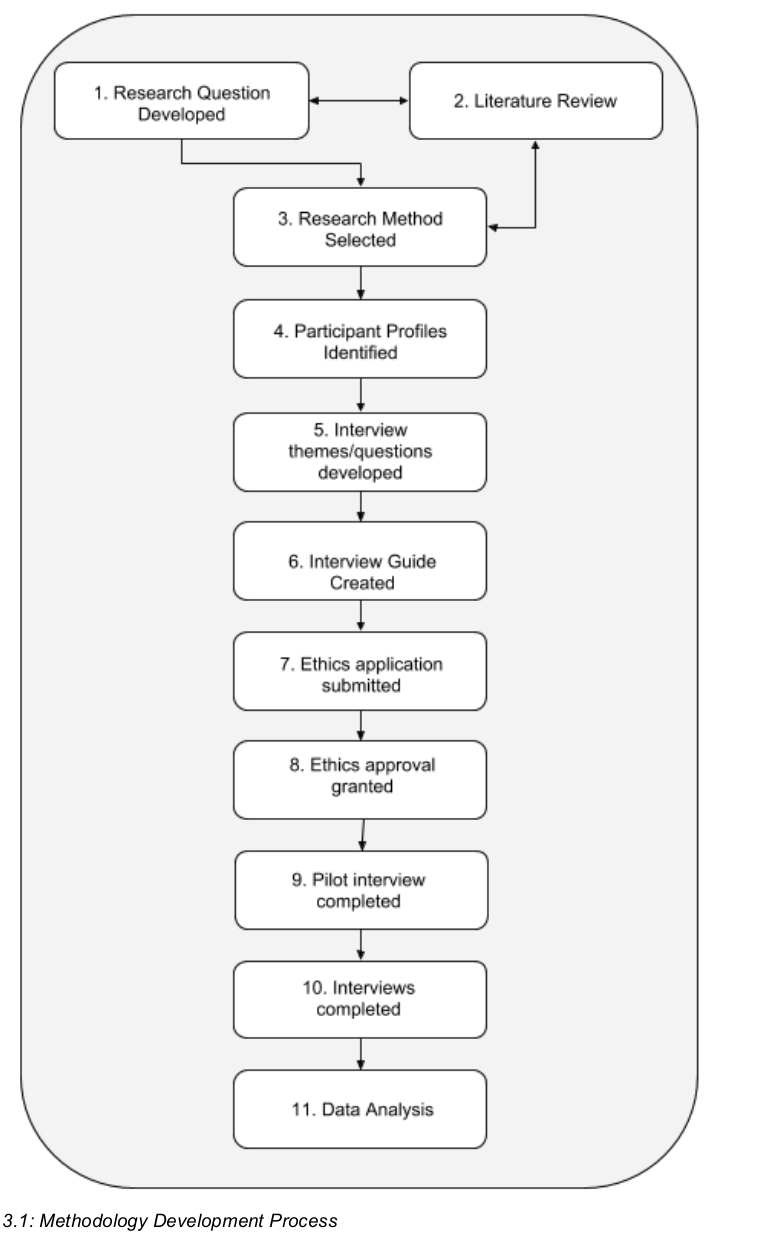 1. Research Question
Developed
2. Literature Review
3. Research Method
Selected
4. Participant Profiles
Identified
5. Interview
themes/questions
developed
6. Interview Guide
Created
7. Ethics application
submitted
8. Ethics approval
granted
9. Pilot interview
completed
10. Interviews
completed
11. Data Analysis
3.1: Methodology Development Process